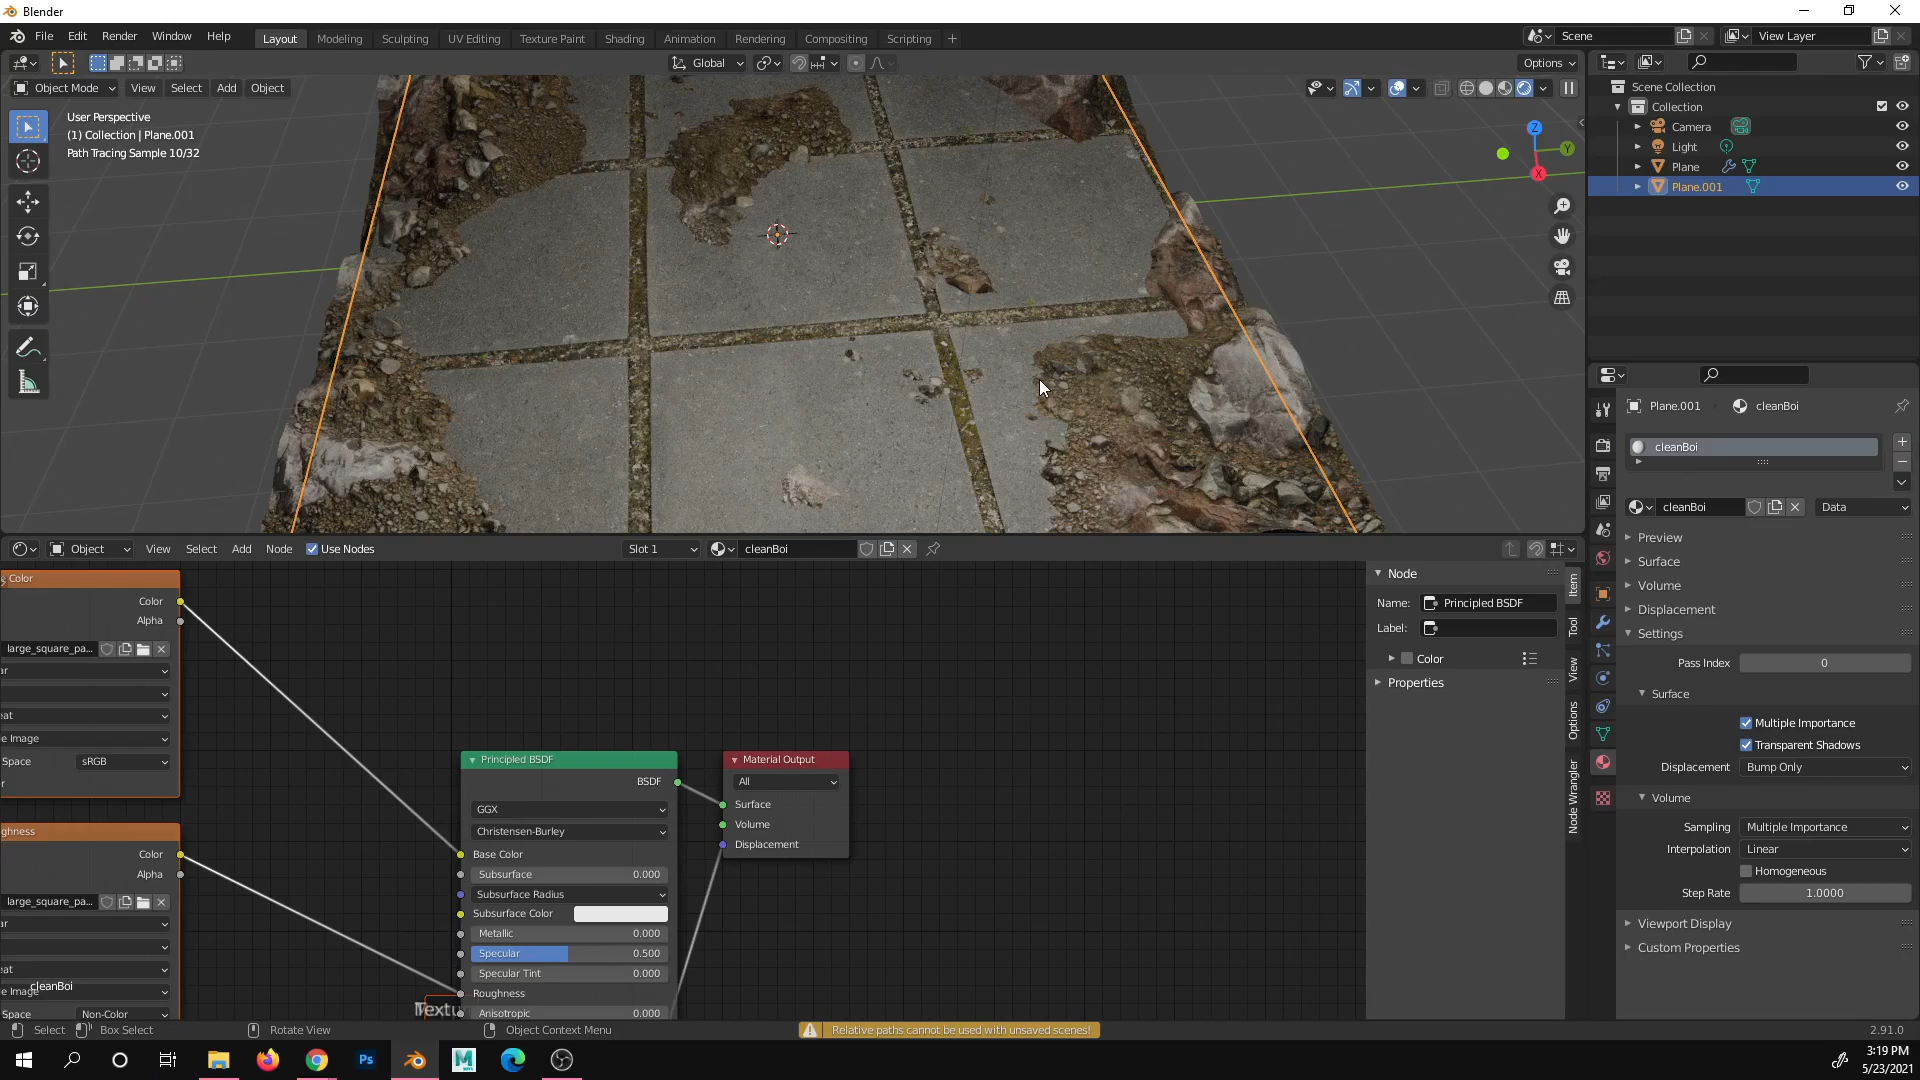 Blender
File Edit Render Window Help
Layout Modeling Sculpting UV Editing Texture Paint Shading Animation Rendering Compositing Scripting +
Scene
View Layer
Global
Options
Object Mode View Select Add Object
User Perspective
(1) Collection | Plane.001
Path Tracing Sample 10/32
Z
Y
X
Scene Collection
Collection
Camera
Light
Plane
Plane.001
Plane.001
cleanBoi
cleanBoi
cleanBoi
Data
Preview
Surface
Volume
Displacement
Settings
Pass Index 0
Surface
Multiple Importance
Transparent Shadows
Displacement Bump Only
Volume
Sampling Multiple Importance
Interpolation Linear
Homogeneous
Step Rate 1.0000
Viewport Display
Custom Properties
Object View Select Add Node Use Nodes
Slot 1
cleanBoi
Color
Color
Alpha
large_square_pa...
ar
eat
e Image
Space sRGB
r
ghness
Color
Alpha
large_square_pa...
ar
eat
e Image
Space Non-Color
cleanBoi
Textu
Principled BSDF
BSDF
GGX
Christensen-Burley
Base Color
Subsurface 0.000
Subsurface Radius
Subsurface Color
Metallic 0.000
Specular 0.500
Specular Tint 0.000
Roughness
Anisotropic 0.000
Material Output
All
Surface
Volume
Displacement
Node
Name: Principled BSDF
Label:
Color
Properties
Item
Tool
View
Options
Node Wrangler
Select
Box Select
Rotate View
Object Context Menu
Relative paths cannot be used with unsaved scenes!
2.91.0
Ps
M
3:19 PM
5/23/2021